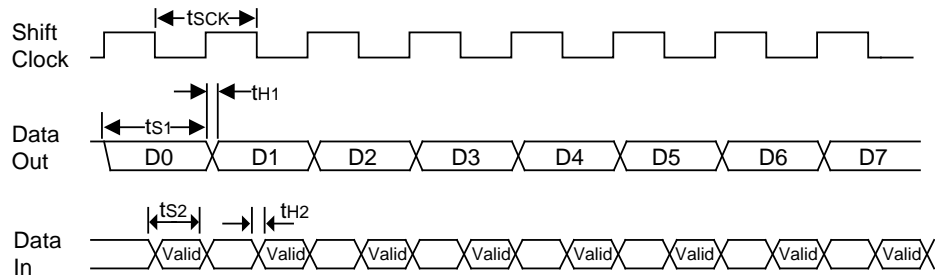 tSCK
Shift
Clock
tH1
tS1
Data
Out
D0 D1 D2 D3 D4 D5 D6 D7
tS2 tH2
Data
In
Valid Valid Valid Valid Valid Valid Valid Valid